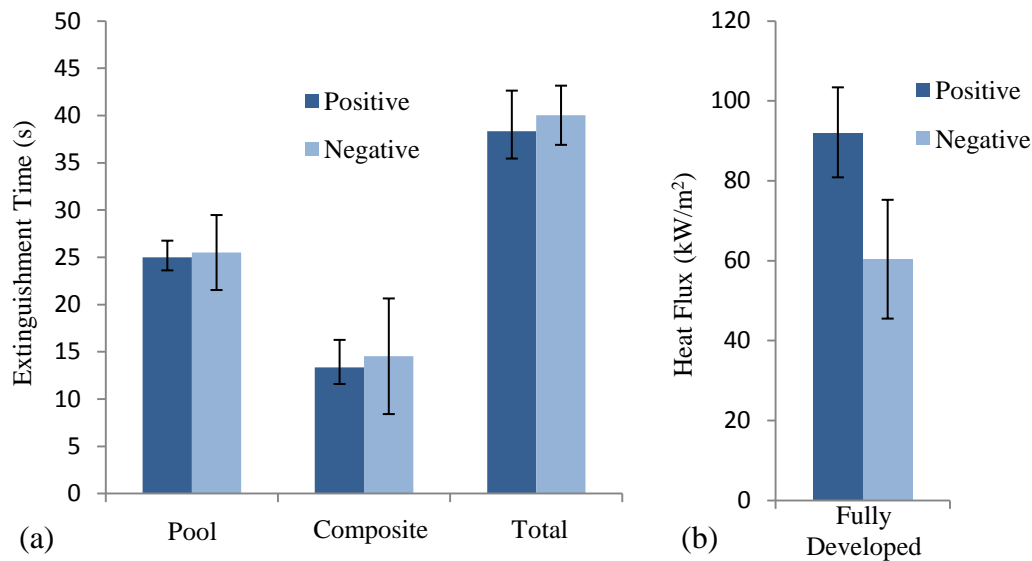 Extinguishment Time (s)
50
45
40
35
30
25
20
15
10
5
0
Positive
Negative
Pool
Composite
Total
(a)
Heat Flux (kW/m²)
120
100
80
60
40
20
0
Positive
Negative
Fully
Developed
(b)